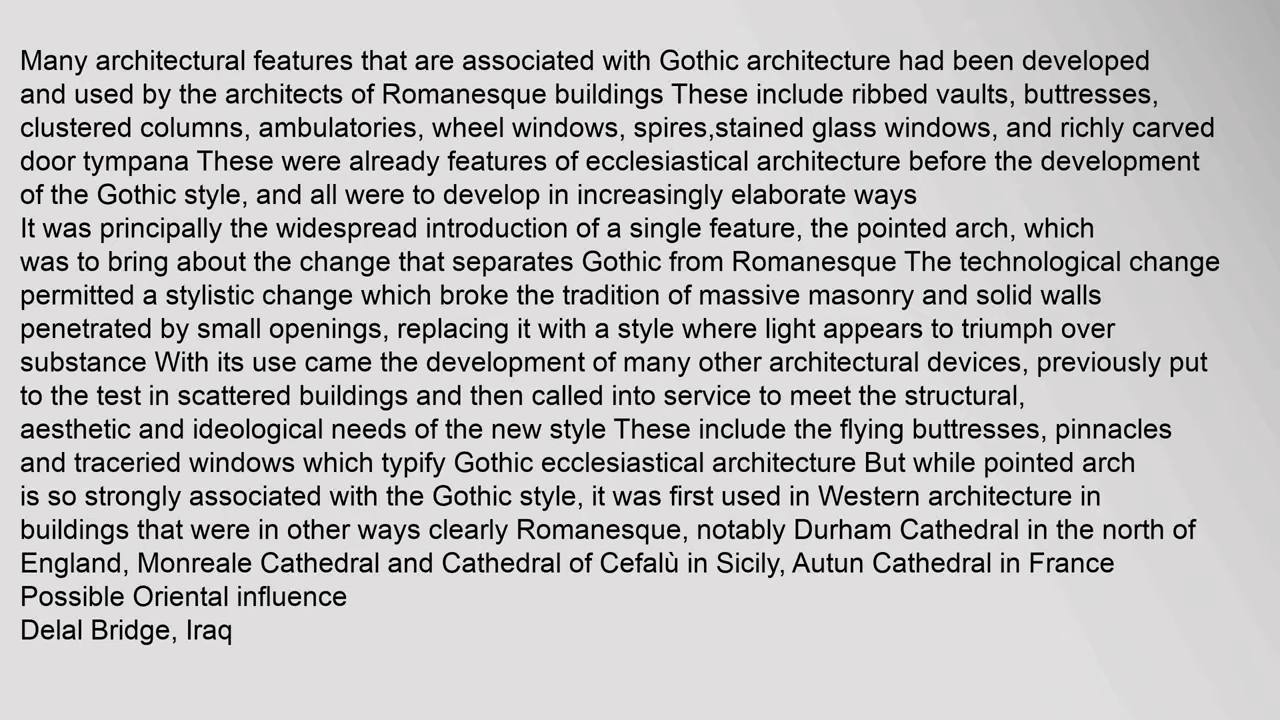 Many architectural features that are associated with Gothic architecture had been developed
and used by the architects of Romanesque buildings These include ribbed vaults, buttresses,
clustered columns, ambulatories, wheel windows, spires,stained glass windows, and richly carved
door tympana These were already features of ecclesiastical architecture before the development
of the Gothic style, and all were to develop in increasingly elaborate ways
It was principally the widespread introduction of a single feature, the pointed arch, which
was to bring about the change that separates Gothic from Romanesque The technological change
permitted a stylistic change which broke the tradition of massive masonry and solid walls
penetrated by small openings, replacing it with a style where light appears to triumph over
substance With its use came the development of many other architectural devices, previously put
to the test in scattered buildings and then called into service to meet the structural,
aesthetic and ideological needs of the new style These include the flying buttresses, pinnacles
and traceried windows which typify Gothic ecclesiastical architecture But while pointed arch
is so strongly associated with the Gothic style, it was first used in Western architecture in
buildings that were in other ways clearly Romanesque, notably Durham Cathedral in the north of
England, Monreale Cathedral and Cathedral of Cefalù in Sicily, Autun Cathedral in France
Possible Oriental influence
Delal Bridge, Iraq